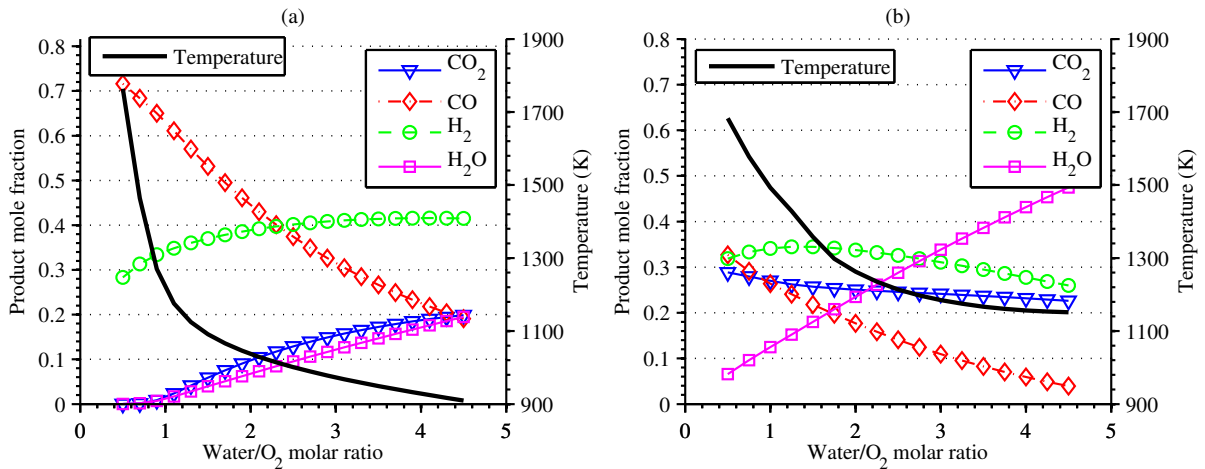 (a)
Temperature
CO2
CO
H2
H2O
Product mole fraction
0.8
0.7
0.6
0.5
0.4
0.3
0.2
0.1
0
0
1
2
3
4
5
Water/O2 molar ratio
1900
1700
1500
1300
1100
900
Temperature (K)
(b)
Temperature
CO2
CO
H2
H2O
Product mole fraction
0.8
0.7
0.6
0.5
0.4
0.3
0.2
0.1
0
0
1
2
3
4
5
Water/O2 molar ratio
1900
1700
1500
1300
1100
900
Temperature (K)